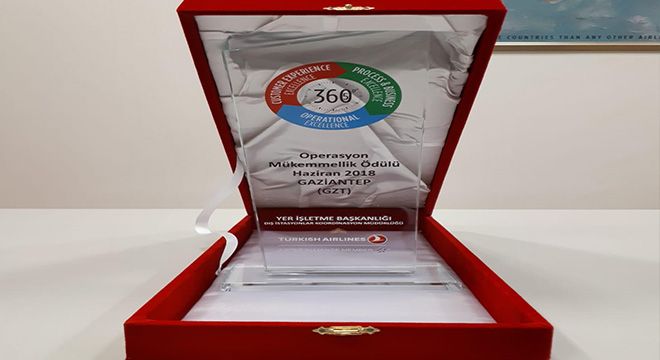 CUSTOMER EXPERIENCE
EXCELLENCE
PROCESS & BUSINESS
EXCELLENCE
360
OPERATIONAL
EXCELLENCE
Operasyon
Mükemmellik Ödülü
Haziran 2018
GAZİANTEP
(GZT)
YER İŞLETME BAŞKANLIĞI
DIŞ İSTASYONLAR KOORDİNASYON MÜDÜRLÜĞÜ
TURKISH AIRLINES
COUNTRIES THAN ANY OTHER